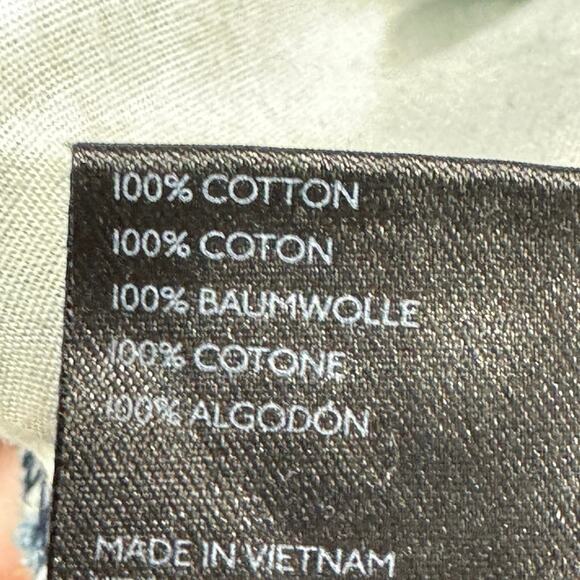 100% COTTON
100% COTON
100% BAUMWOLLE
100% COTONE
100% ALGODÓN
MADE IN VIETNAM